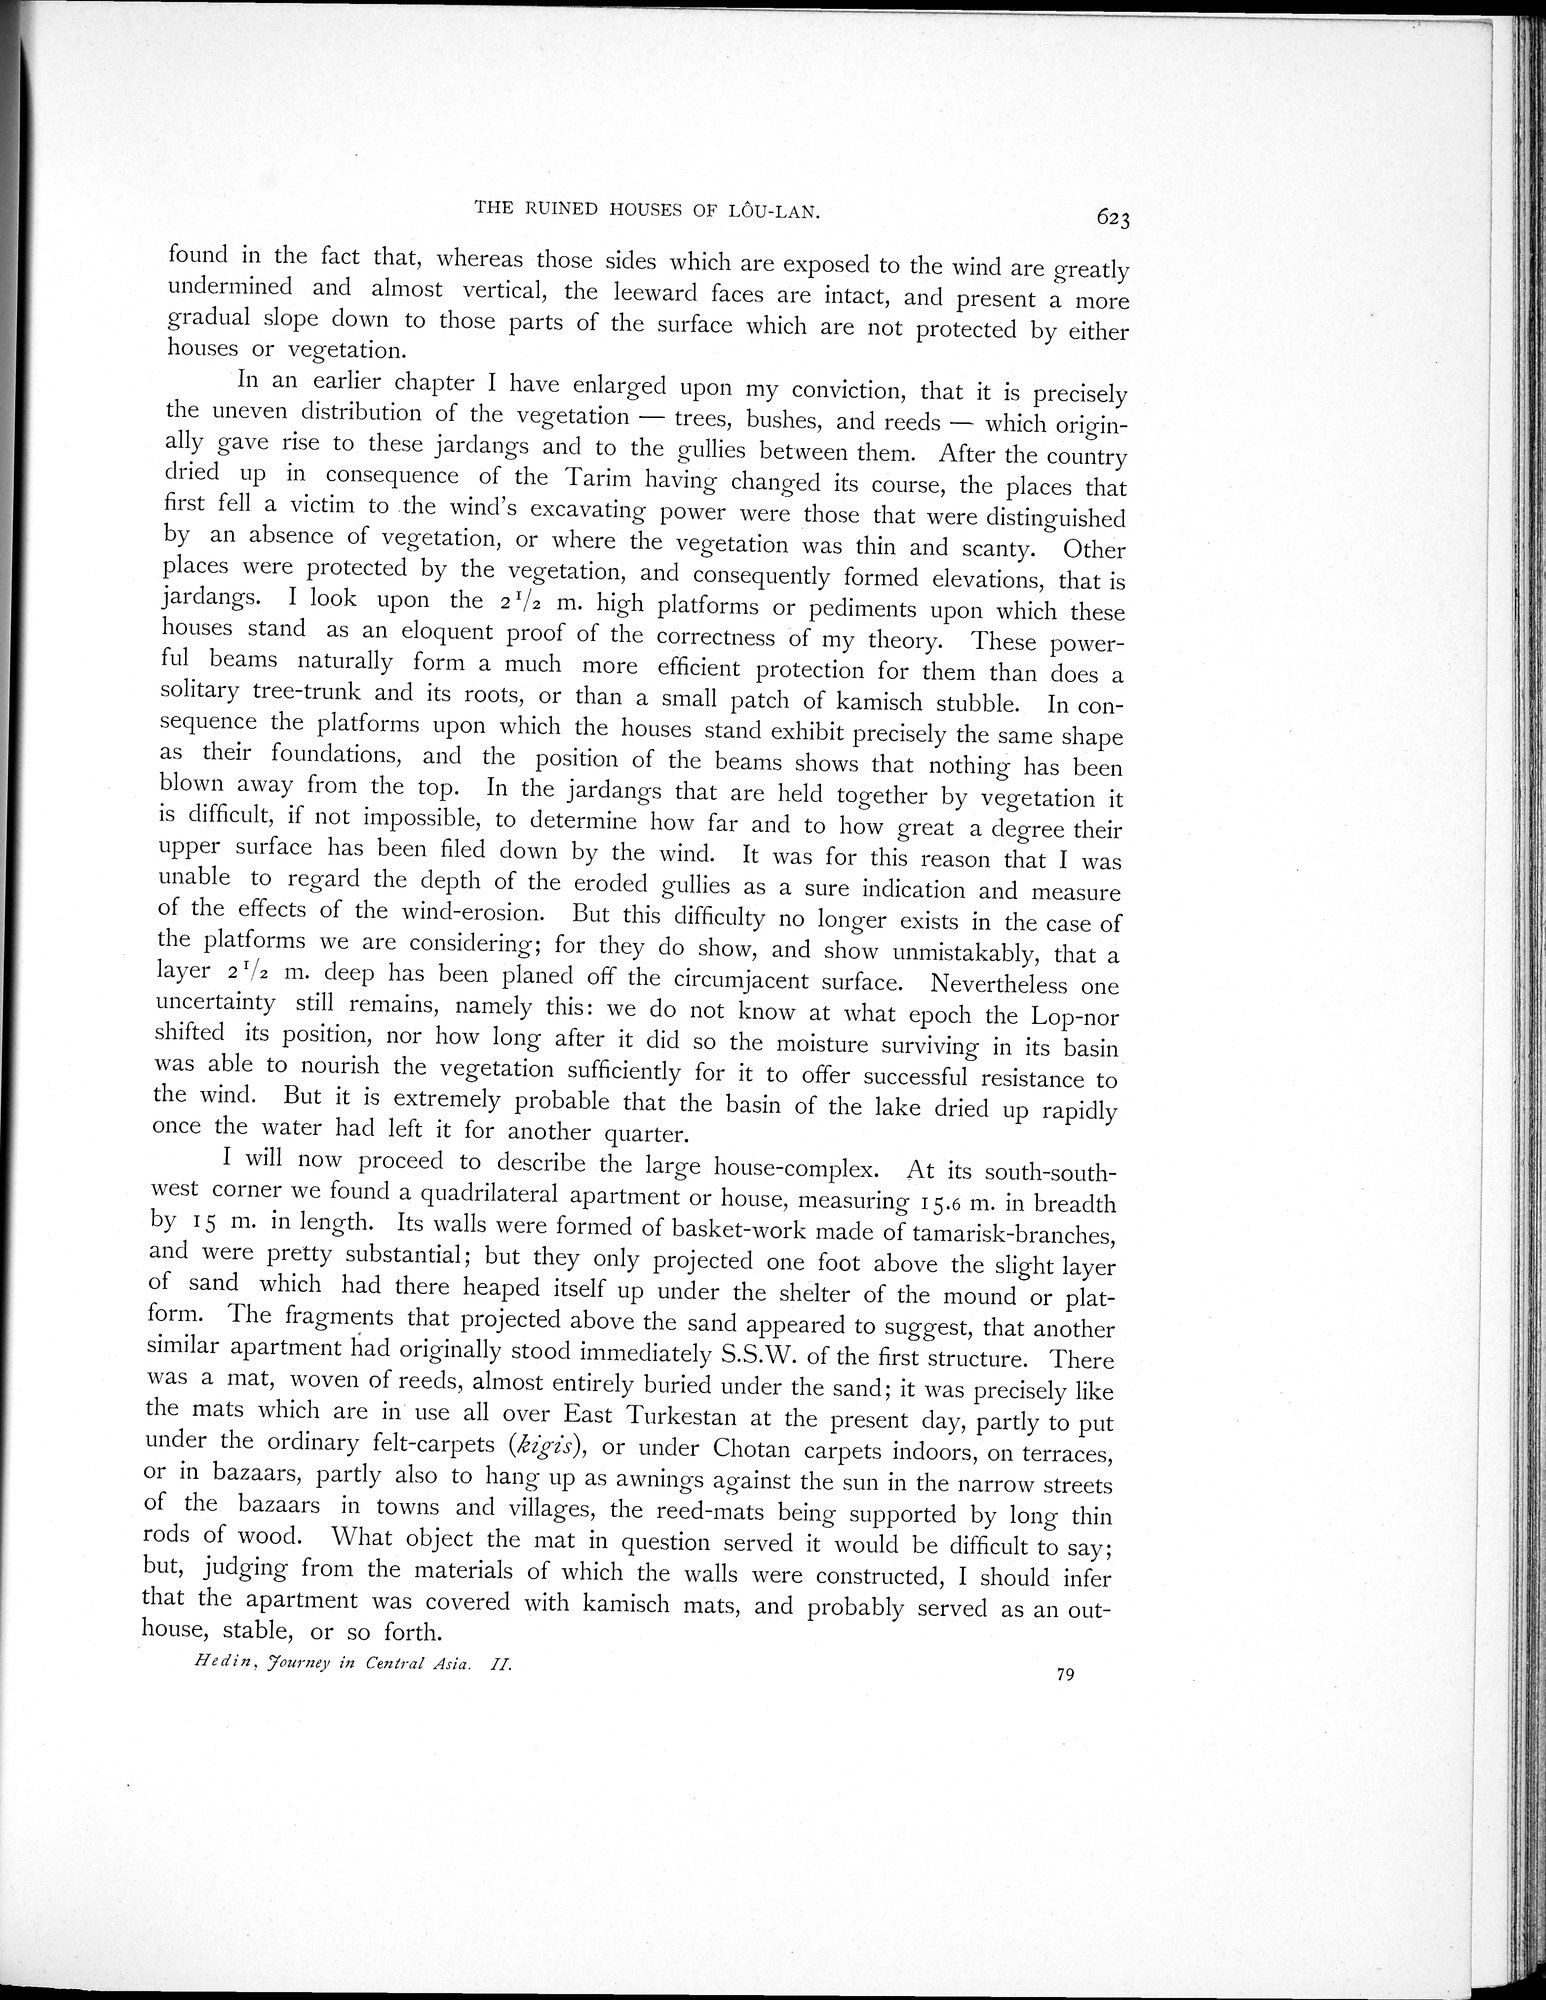 THE RUINED HOUSES OF LÔU-LAN.
623
found in the fact that, whereas those sides which are exposed to the wind are greatly
undermined and almost vertical, the leeward faces are intact, and present a more
gradual slope down to those parts of the surface which are not protected by either
houses or vegetation.
In an earlier chapter I have enlarged upon my conviction, that it is precisely
the uneven distribution of the vegetation — trees, bushes, and reeds — which origin-
ally gave rise to these jardangs and to the gullies between them. After the country
dried up in consequence of the Tarim having changed its course, the places that
first fell a victim to the wind's excavating power were those that were distinguished
by an absence of vegetation, or where the vegetation was thin and scanty. Other
places were protected by the vegetation, and consequently formed elevations, that is
jardangs. I look upon the 2 1/2 m. high platforms or pediments upon which these
houses stand as an eloquent proof of the correctness of my theory. These power-
ful beams naturally form a much more efficient protection for them than does a
solitary tree-trunk and its roots, or than a small patch of kamisch stubble. In con-
sequence the platforms upon which the houses stand exhibit precisely the same shape
as their foundations, and the position of the beams shows that nothing has been
blown away from the top. In the jardangs that are held together by vegetation it
is difficult, if not impossible, to determine how far and to how great a degree their
upper surface has been filed down by the wind. It was for this reason that I was
unable to regard the depth of the eroded gullies as a sure indication and measure
of the effects of the wind-erosion. But this difficulty no longer exists in the case of
the platforms we are considering; for they do show, and show unmistakably, that a
layer 2 1/2 m. deep has been planed off the circumjacent surface. Nevertheless one
uncertainty still remains, namely this: we do not know at what epoch the Lop-nor
shifted its position, nor how long after it did so the moisture surviving in its basin
was able to nourish the vegetation sufficiently for it to offer successful resistance to
the wind. But it is extremely probable that the basin of the lake dried up rapidly
once the water had left it for another quarter.
I will now proceed to describe the large house-complex. At its south-south-
west corner we found a quadrilateral apartment or house, measuring 15.6 m. in breadth
by 15 m. in length. Its walls were formed of basket-work made of tamarisk-branches,
and were pretty substantial; but they only projected one foot above the slight layer
of sand which had there heaped itself up under the shelter of the mound or plat-
form. The fragments that projected above the sand appeared to suggest, that another
similar apartment had originally stood immediately S.S.W. of the first structure. There
was a mat, woven of reeds, almost entirely buried under the sand; it was precisely like
the mats which are in use all over East Turkestan at the present day, partly to put
under the ordinary felt-carpets (kigis), or under Chotan carpets indoors, on terraces,
or in bazaars, partly also to hang up as awnings against the sun in the narrow streets
of the bazaars in towns and villages, the reed-mats being supported by long thin
rods of wood. What object the mat in question served it would be difficult to say;
but, judging from the materials of which the walls were constructed, I should infer
that the apartment was covered with kamisch mats, and probably served as an out-
house, stable, or so forth.
Hedin, Journey in Central Asia. II.
79